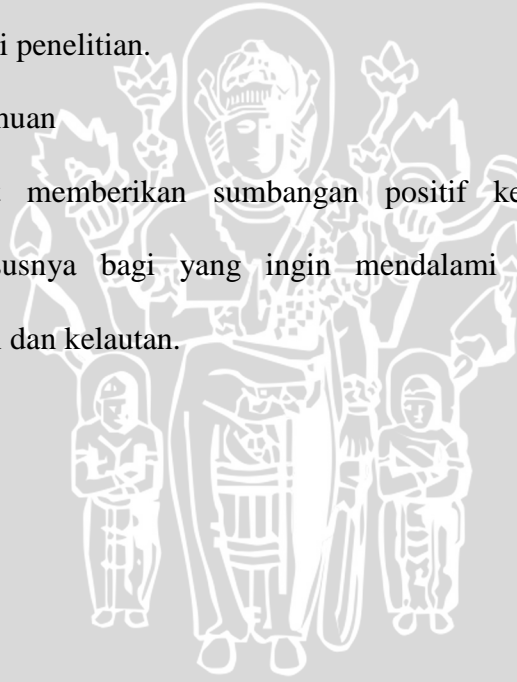 i penelitian.
nuan
memberikan sumbangan positif ke
usnya bagi yang ingin mendalami
dan kelautan.